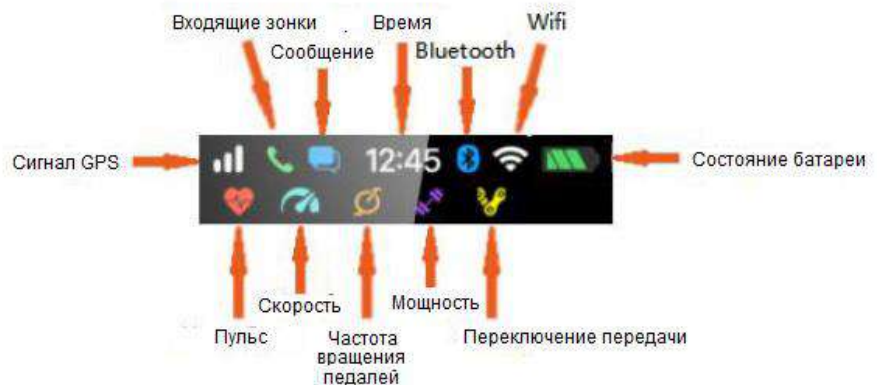 Входящие зонки
Время
Wifi
Сообщение
Bluetooth
Сигнал GPS
12:45
Состояние батареи
Скорость
Мощность
Пульс
Частота
вращения
педалей
Переключение передачи